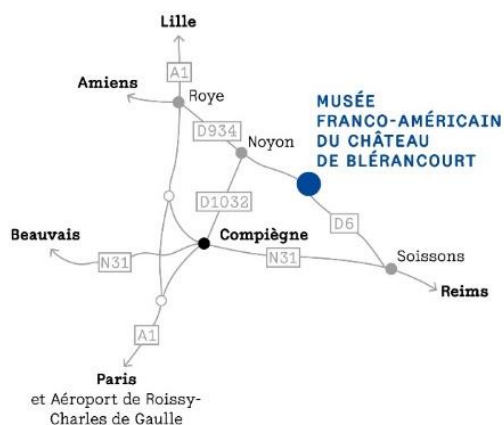 Lille
A1
Amiens
Roye
MUSÉE
FRANCO-AMÉRICAIN
DU CHÂTEAU
DE BLÉRANCOURT
D934
Noyon
D1032
D6
Beauvais
Compiègne
N31
N31
Soissons
Reims
A1
Paris
et Aéroport de Roissy-
Charles de Gaulle